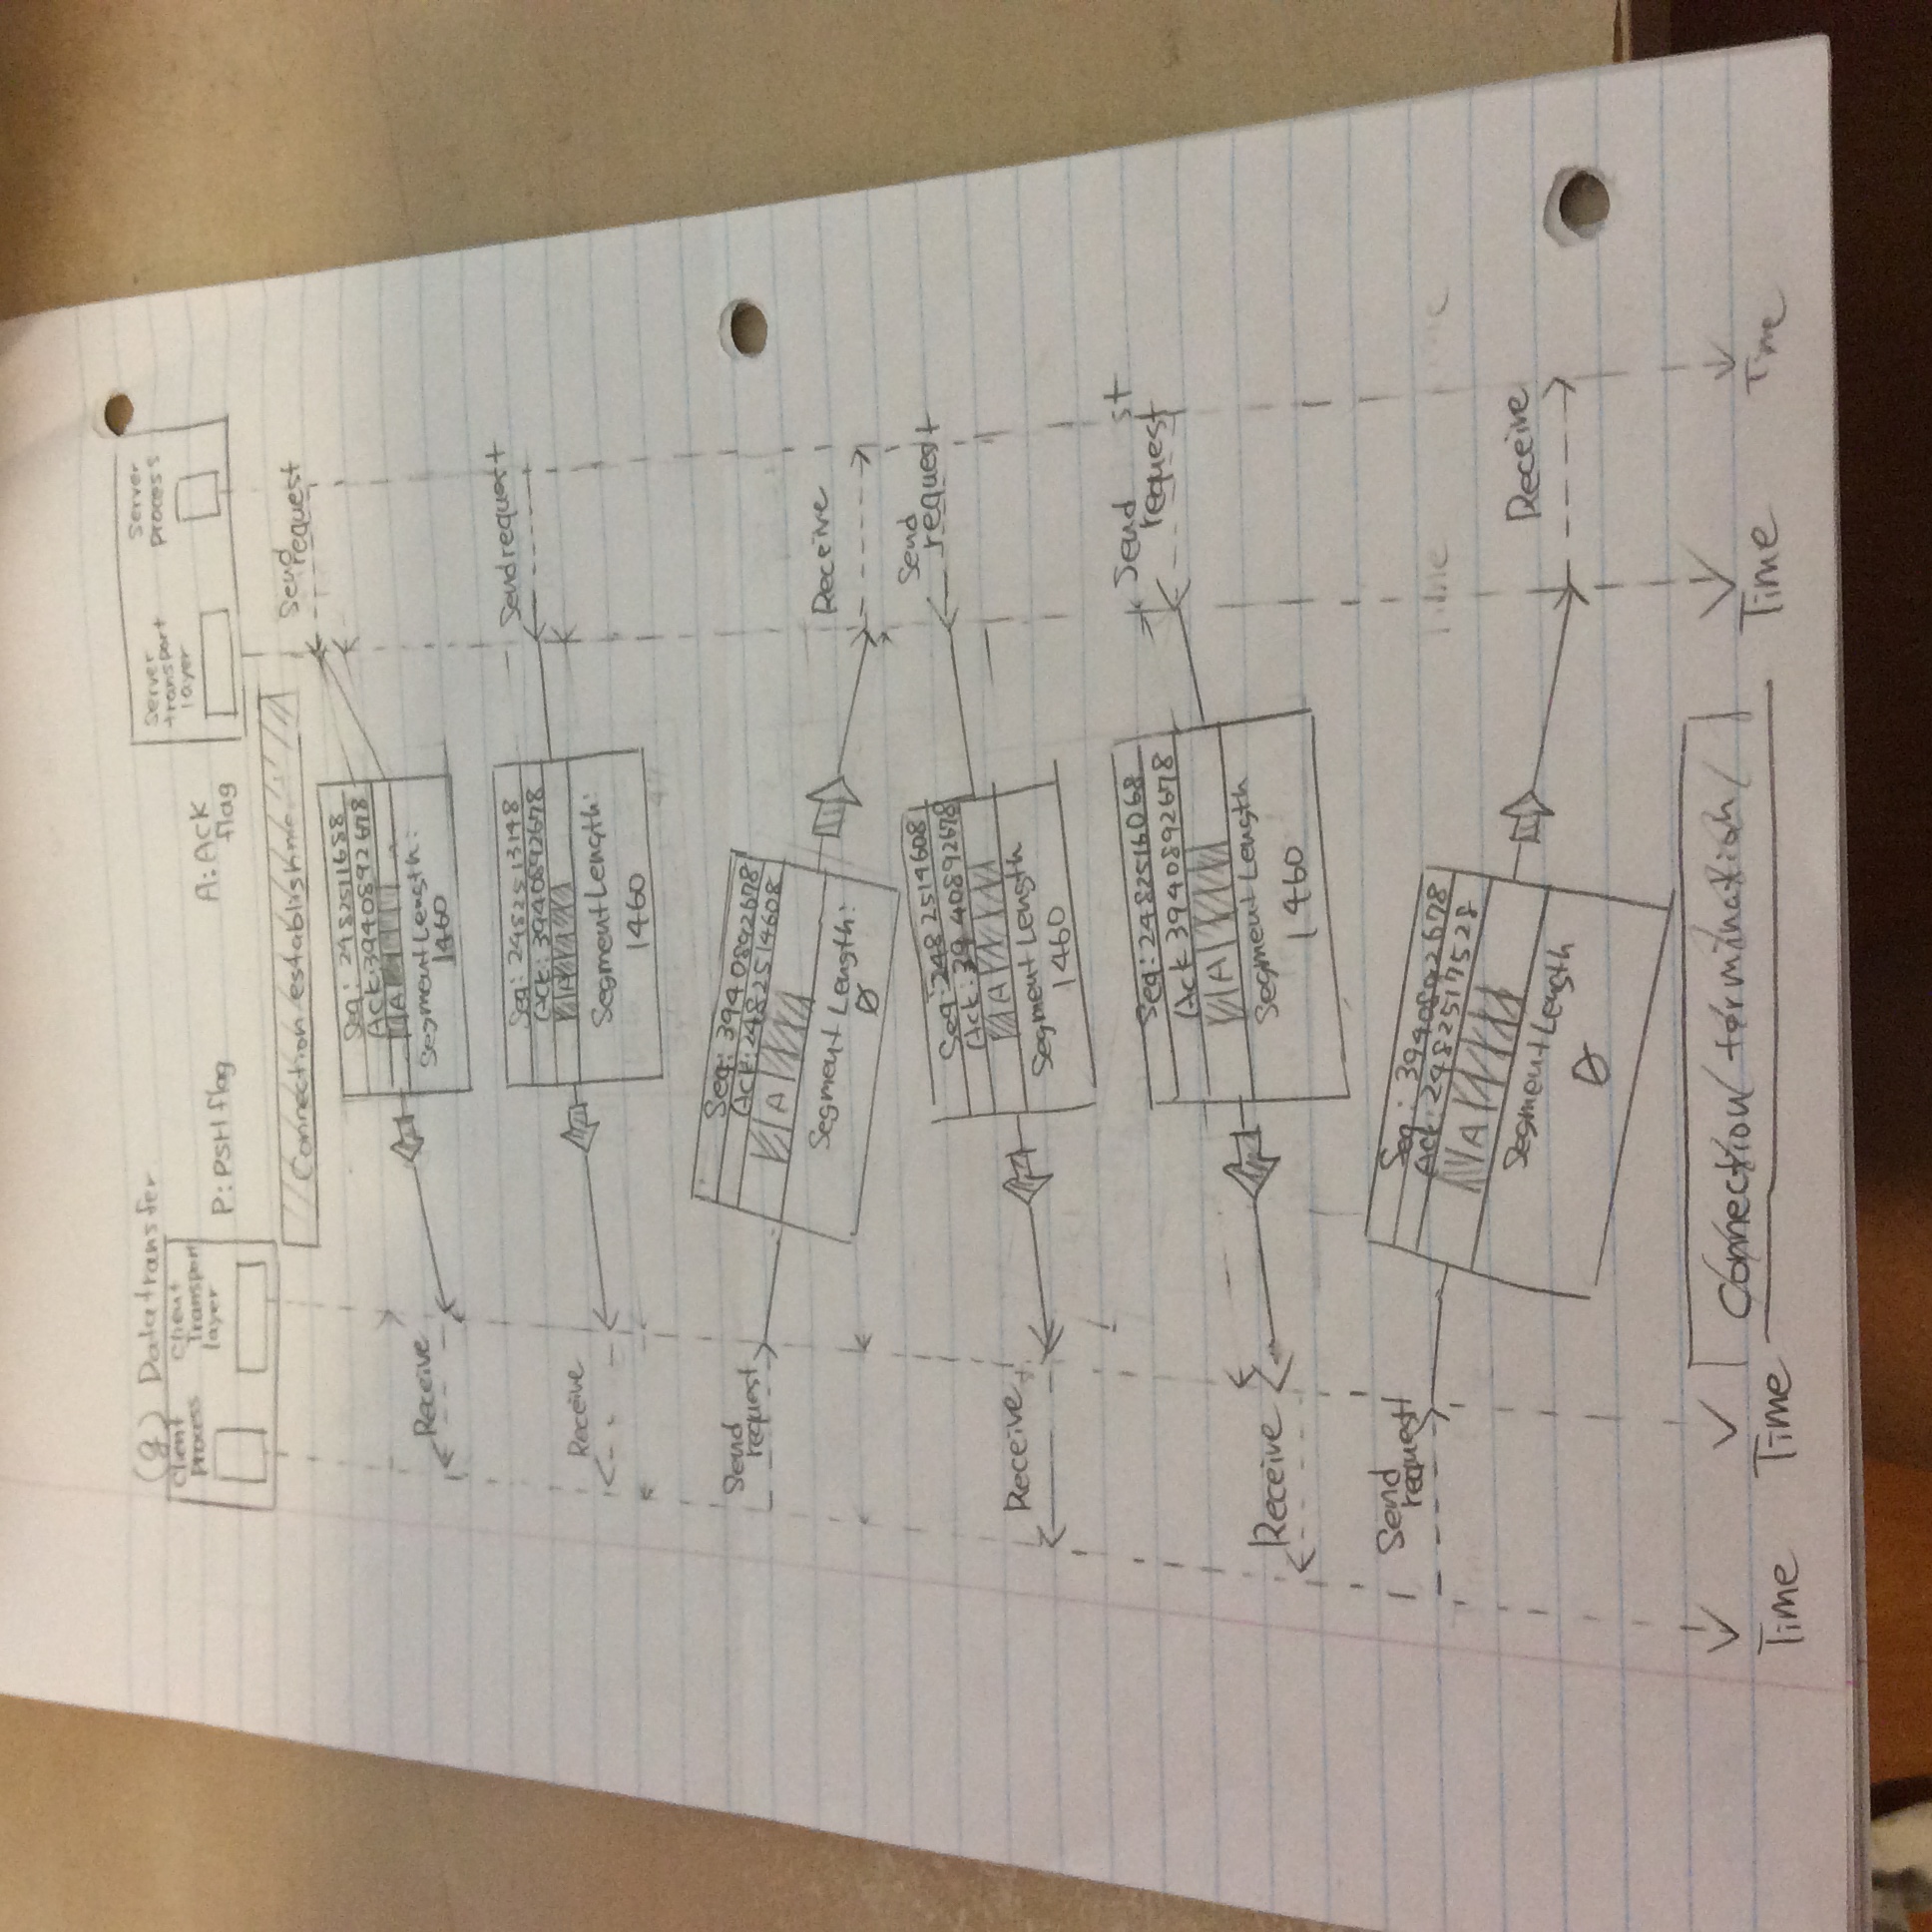 (g) Datatransfer
Client
process
Client
Transport
layer
P: PSH flag
A: Ack
flag
Server
transport
layer
Server
process
Connection establishme
Send
request
Seq: 2482511688
Ack: 3940892678
A
Segment Length:
1460
Receive
Send request
Seq: 2482513148
Ack: 3940892678
A
Segment Length:
1460
Receive
Send
request
Seq: 3940892678
Ack: 2482514608
A
Segment Length:
0
Receive
Send
request
Seq: 2482514608
Ack: 3940892678
A
Segment Length
1460
Receive
Send st
request
Seq: 2482516068
Ack 3940892678
A
Segment Length
1460
Receive
Send
request
Seq: 3940892678
Ack: 2482517528
A
Segment Length
0
Receive
Connection termination
Time
Time
Time
Time